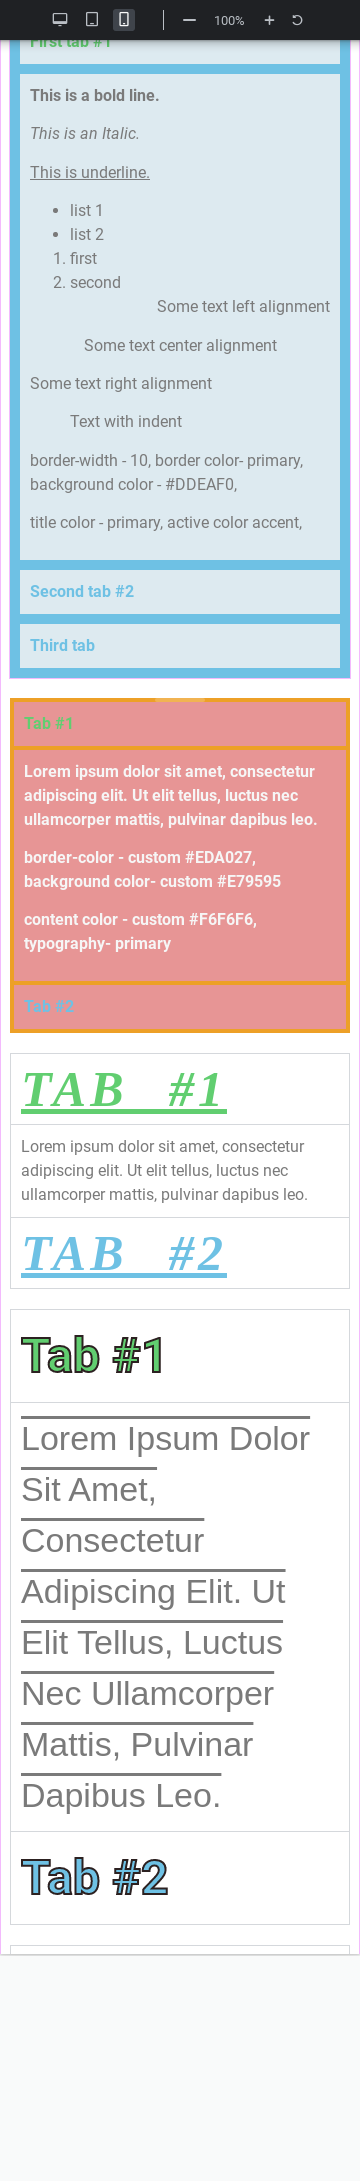 100%
First tab #1
This is a bold line.
This is an Italic.
This is underline.
• list 1
• list 2
1. first
2. second
Some text left alignment
Some text center alignment
Some text right alignment
Text with indent
border-width - 10, border color- primary,
background color - #DDEAF0,
title color - primary, active color accent,
Second tab #2
Third tab
Tab #1
Lorem ipsum dolor sit amet, consectetur
adipiscing elit. Ut elit tellus, luctus nec
ullamcorper mattis, pulvinar dapibus leo.
border-color - custom #EDA027,
background color- custom #E79595
content color - custom #F6F6F6,
typography- primary
Tab #2
TAB #1
Lorem ipsum dolor sit amet, consectetur
adipiscing elit. Ut elit tellus, luctus nec
ullamcorper mattis, pulvinar dapibus leo.
TAB #2
Tab #1
Lorem Ipsum Dolor
Sit Amet,
Consectetur
Adipiscing Elit. Ut
Elit Tellus, Luctus
Nec Ullamcorper
Mattis, Pulvinar
Dapibus Leo.
Tab #2